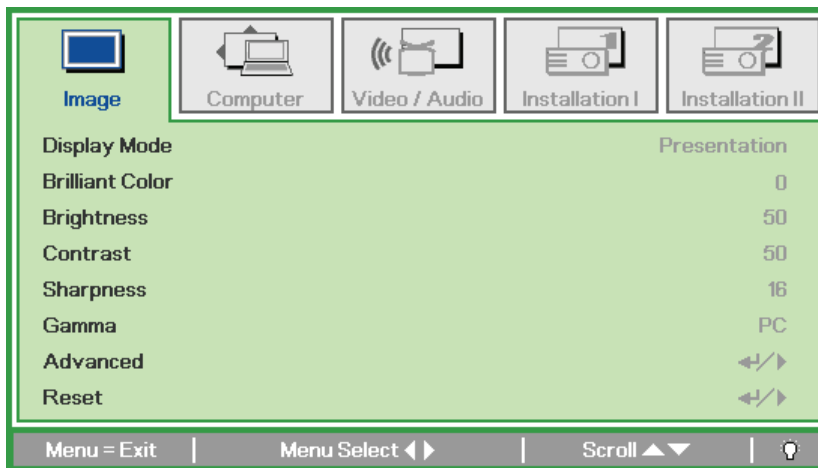 Image Computer Video / Audio Installation I Installation II
Display Mode Presentation
Brilliant Color 0
Brightness 50
Contrast 50
Sharpness 16
Gamma PC
Advanced
Reset
Menu = Exit Menu Select Scroll